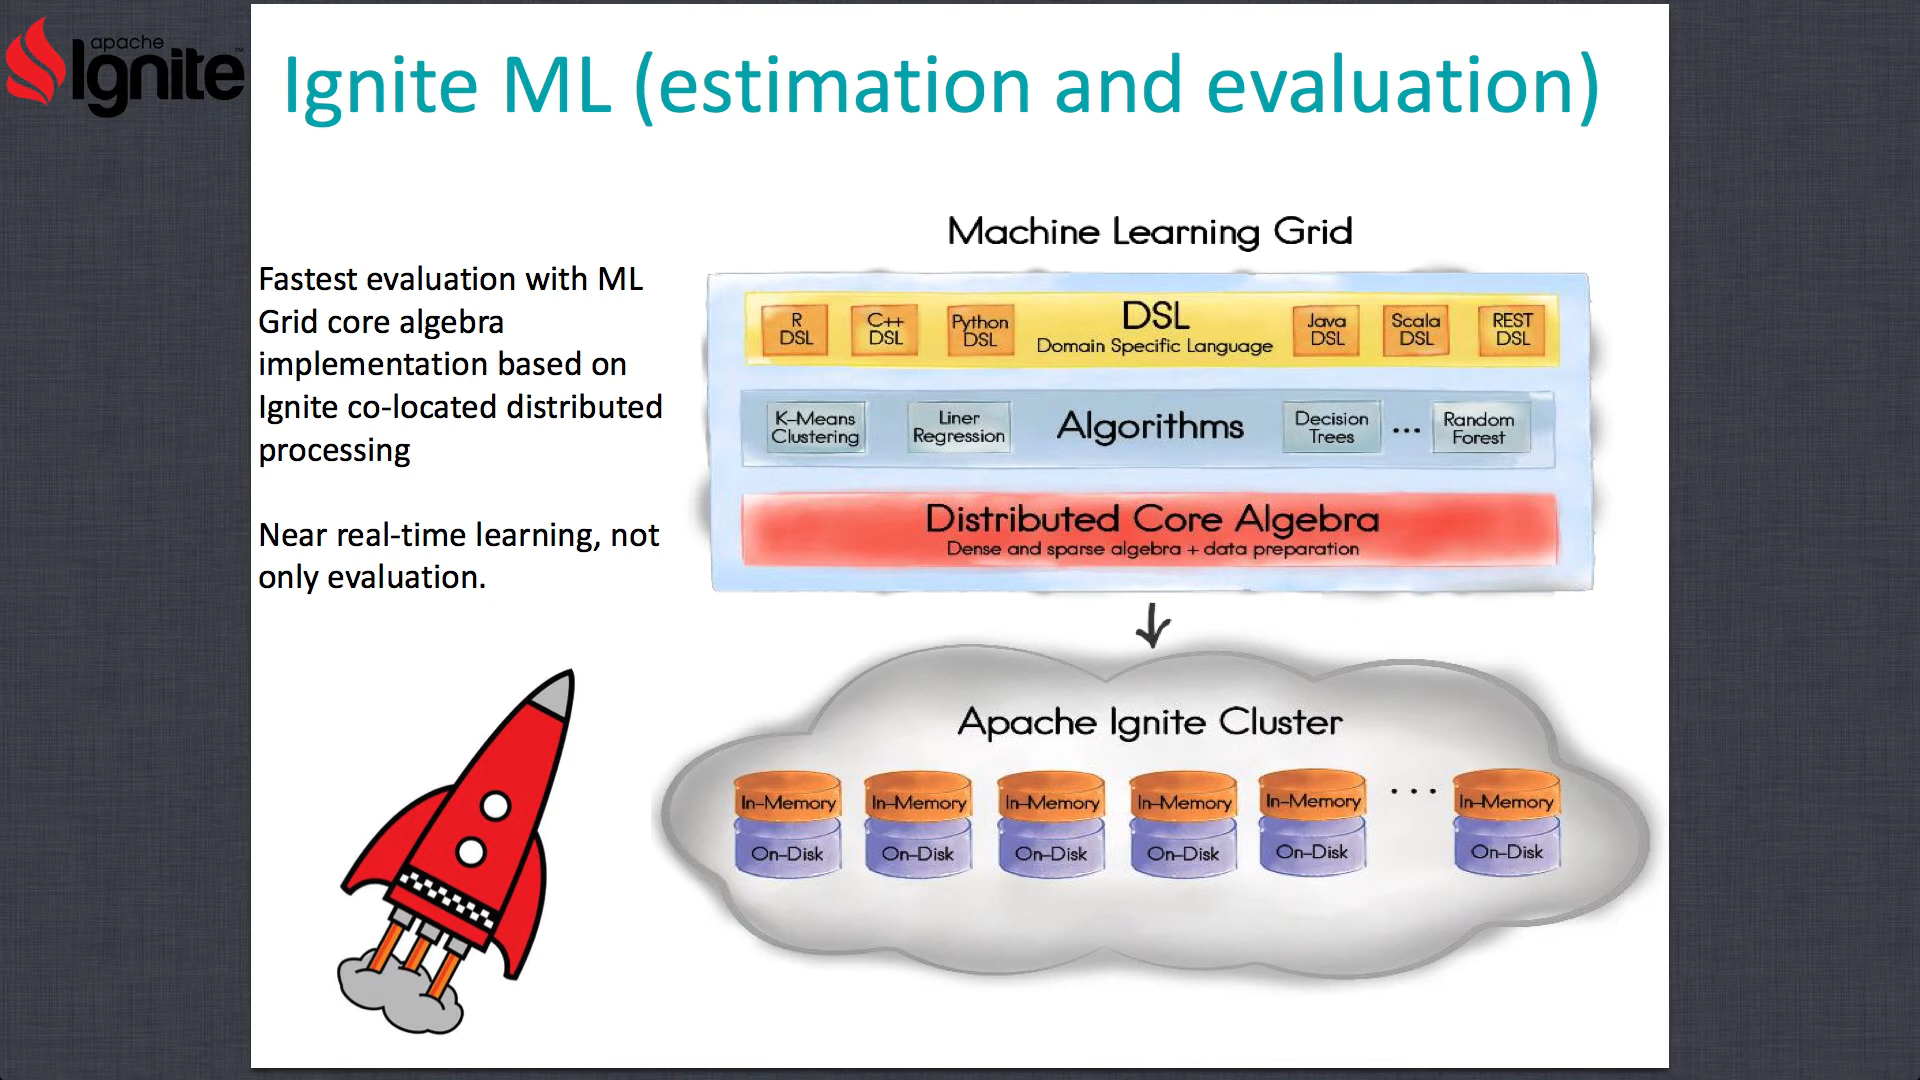 apache
Ignite™
Ignite ML (estimation and evaluation)
Fastest evaluation with ML
Grid core algebra
implementation based on
Ignite co-located distributed
processing
Near real-time learning, not
only evaluation.
Machine Learning Grid
R
DSL
C++
DSL
Python
DSL
DSL
Domain Specific Language
Java
DSL
Scala
DSL
REST
DSL
K-Means
Clustering
Liner
Regression
Algorithms
Decision
Trees
...
Random
Forest
Distributed Core Algebra
Dense and sparse algebra + data preparation
Apache Ignite Cluster
In-Memory
On-Disk
In-Memory
On-Disk
In-Memory
On-Disk
In-Memory
On-Disk
In-Memory
On-Disk
...
In-Memory
On-Disk